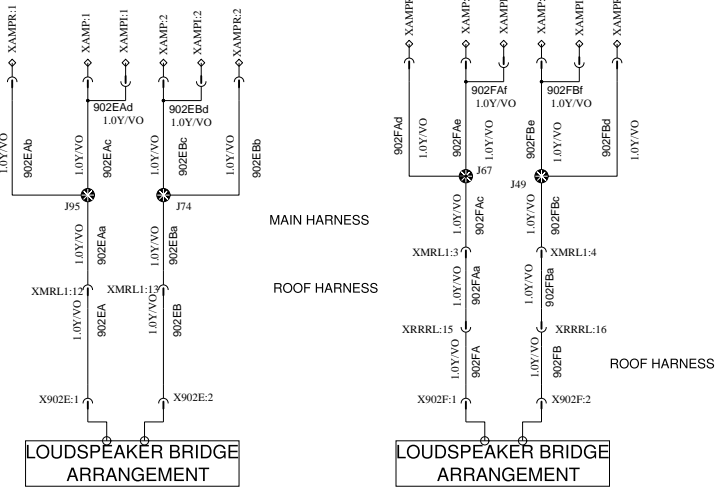 XAMPR:1
XAMP:1
XAMPI:1
XAMP:2
XAMPI:2
XAMPR:2
902EAd
1.0Y/VO
902EBd
1.0Y/VO
1.0Y/VO
902EAb
1.0Y/VO
902EAc
1.0Y/VO
902EBc
1.0Y/VO
902EBb
J95
J74
1.0Y/VO
902EAa
1.0Y/VO
902EBa
XMRL1:12
XMRL1:13
1.0Y/VO
902EA
1.0Y/VO
902EB
X902E:1
X902E:2
LOUDSPEAKER BRIDGE
ARRANGEMENT
MAIN HARNESS
ROOF HARNESS
902FAf
1.0Y/VO
902FBf
1.0Y/VO
902FAd
1.0Y/VO
902FAe
1.0Y/VO
902FBe
1.0Y/VO
902FBd
1.0Y/VO
J67
J49
1.0Y/VO
902FAc
1.0Y/VO
902FBc
XMRL1:3
XMRL1:4
1.0Y/VO
902FAa
1.0Y/VO
902FBa
XRRRL:15
XRRRL:16
1.0Y/VO
902FA
1.0Y/VO
902FB
ROOF HARNESS
X902F:1
X902F:2
LOUDSPEAKER BRIDGE
ARRANGEMENT